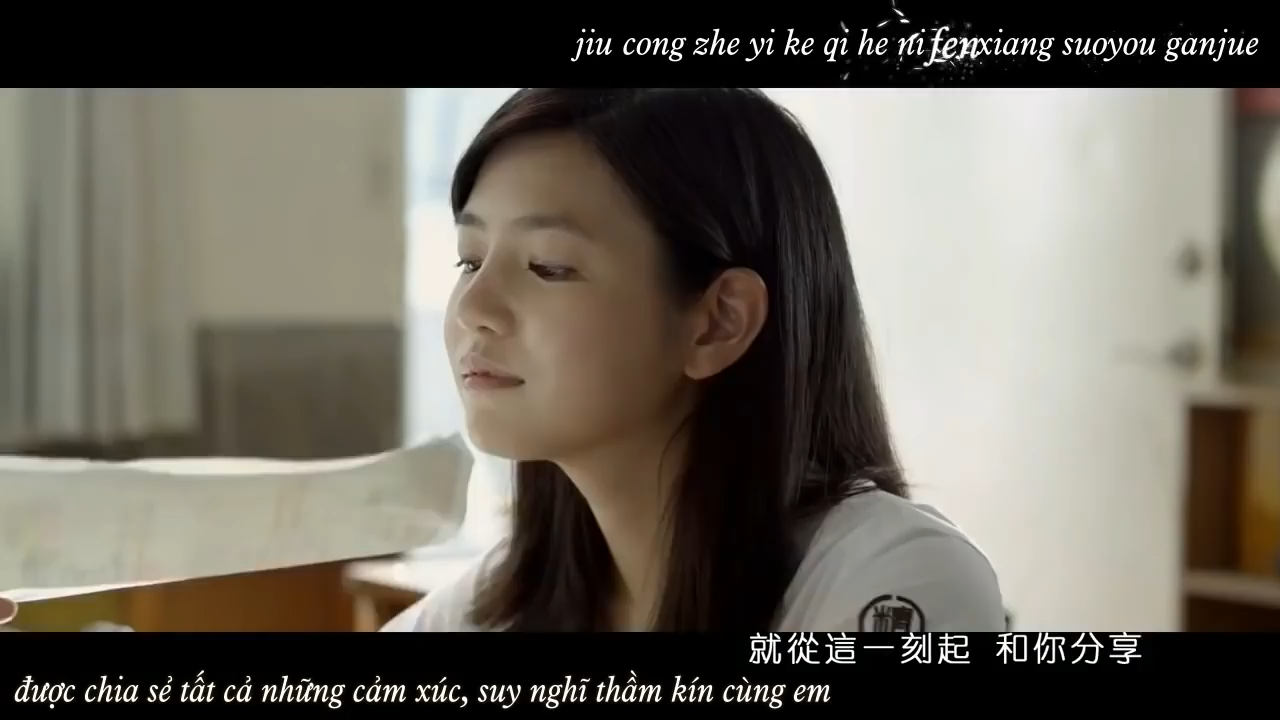 jiu cong zhe yi ke qi he ni fenxiang suoyou ganjue
精
就從這一刻起 和你分享
được chia sẻ tất cả những cảm xúc, suy nghĩ thầm kín cùng em